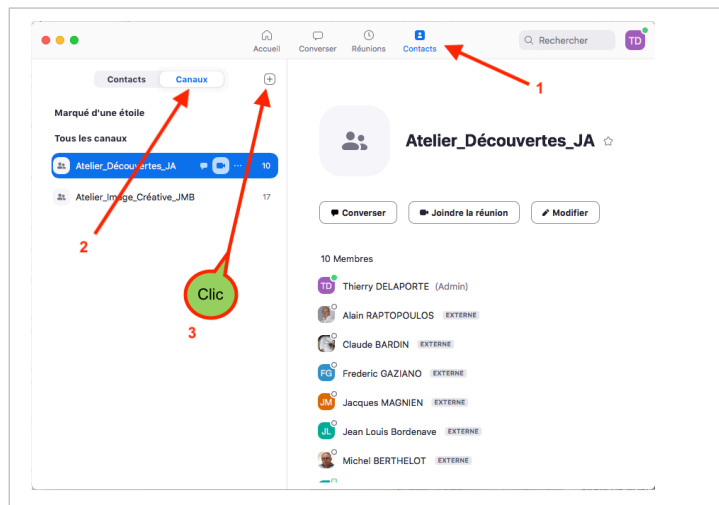 Accueil Converser Réunions Contacts
Rechercher
TD
1
Contacts Canaux
Marqué d'une étoile
Tous les canaux
Atelier_Découvertes_JA ... 10
Atelier_Image_Créative_JMB 17
2
Clic
3
Atelier_Découvertes_JA
Converser Joindre la réunion Modifier
10 Membres
TD Thierry DELAPORTE (Admin)
Alain RAPTOPOULOS EXTERNE
Claude BARDIN EXTERNE
FG Frederic GAZIANO EXTERNE
JM Jacques MAGNIEN EXTERNE
JL Jean Louis Bordenave EXTERNE
Michel BERTHELOT EXTERNE